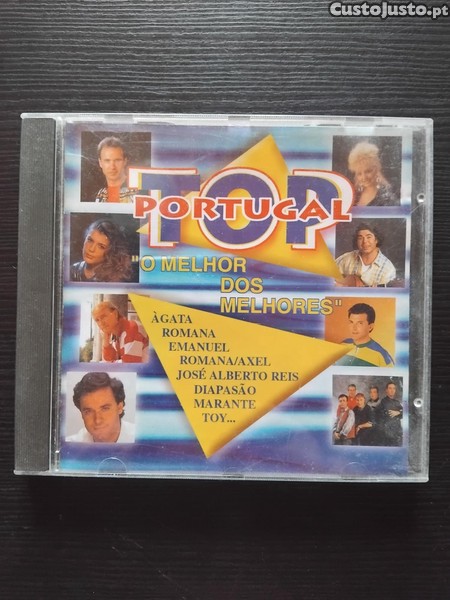 CustoJusto.pt
TOP
PORTUGAL
"O MELHOR
DOS
MELHORES"
ÀGATA
ROMANA
EMANUEL
ROMANA/AXEL
JOSÉ ALBERTO REIS
DIAPASÃO
MARANTE
TOY...